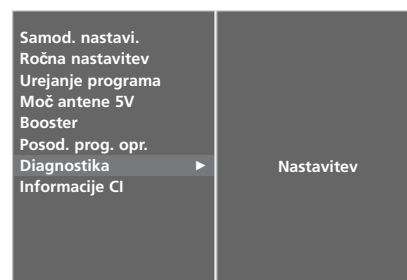 Samod. nastavi.
Ročna nastavitev
Urejanje programa
Moč antene 5V
Booster
Posod. prog. opr.
Diagnostika ►
Nastavitev
Informacije CI